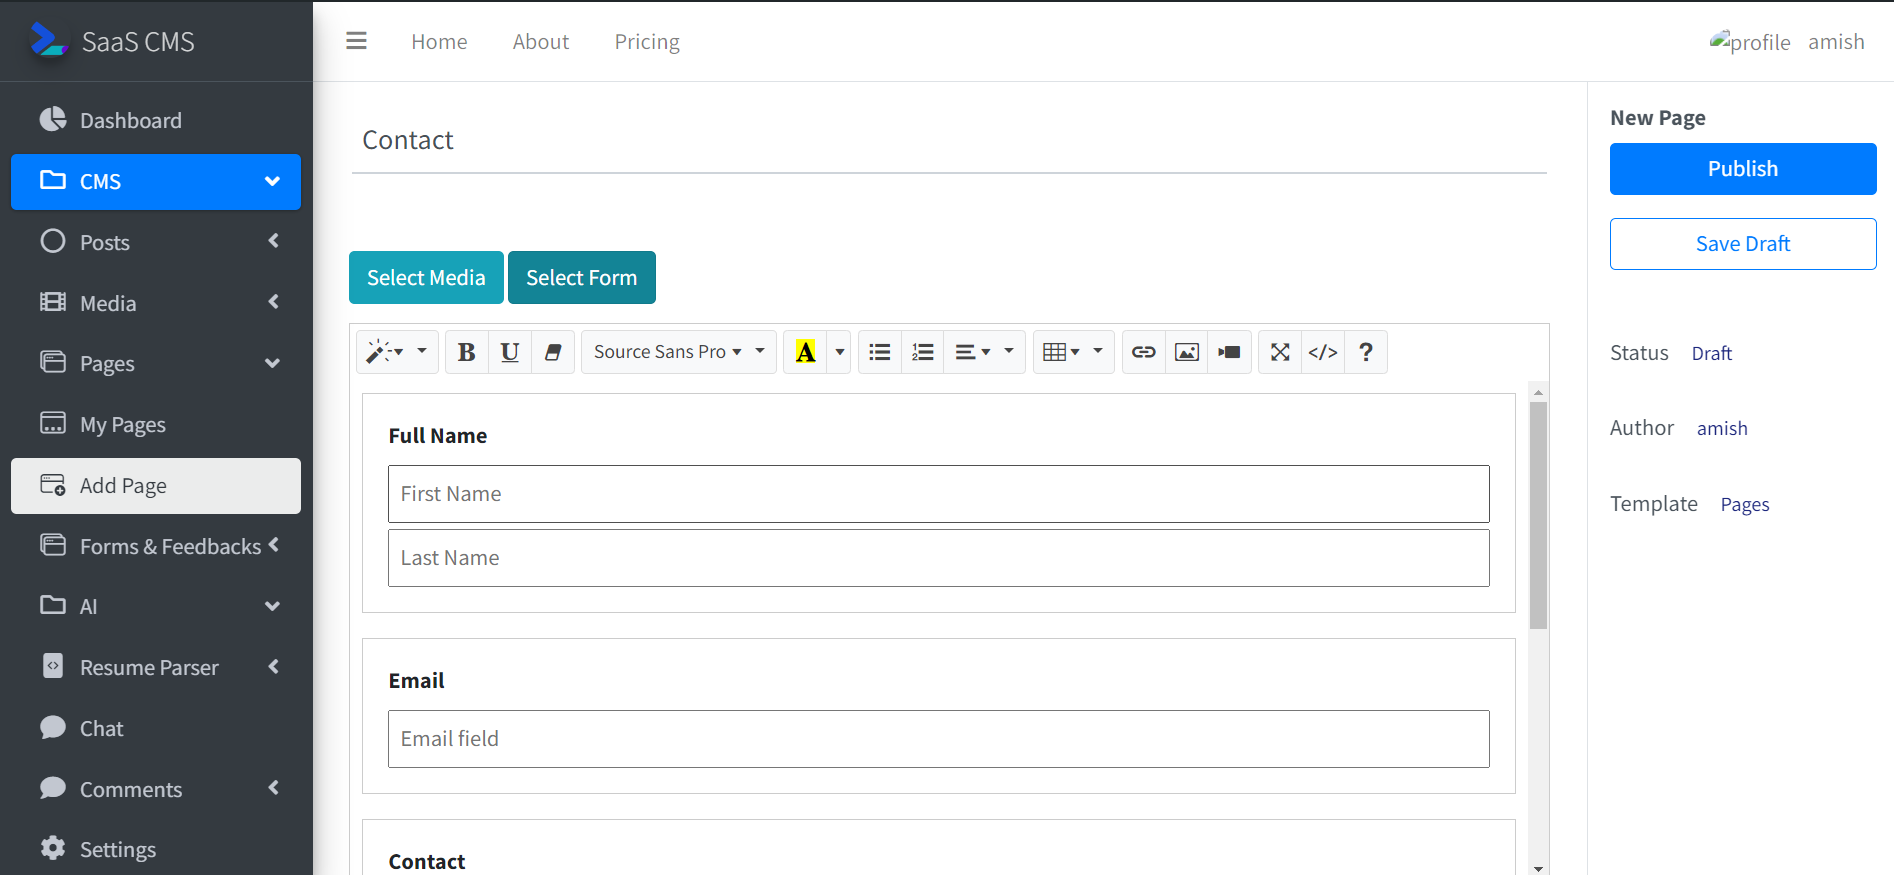 SaaS CMS
Home About Pricing
profile amish
Dashboard
CMS
Posts
Media
Pages
My Pages
Add Page
Forms & Feedbacks
AI
Resume Parser
Chat
Comments
Settings
Contact
Select Media Select Form
B U Source Sans Pro A </> ?
Full Name
First Name
Last Name
Email
Email field
Contact
New Page
Publish
Save Draft
Status Draft
Author amish
Template Pages